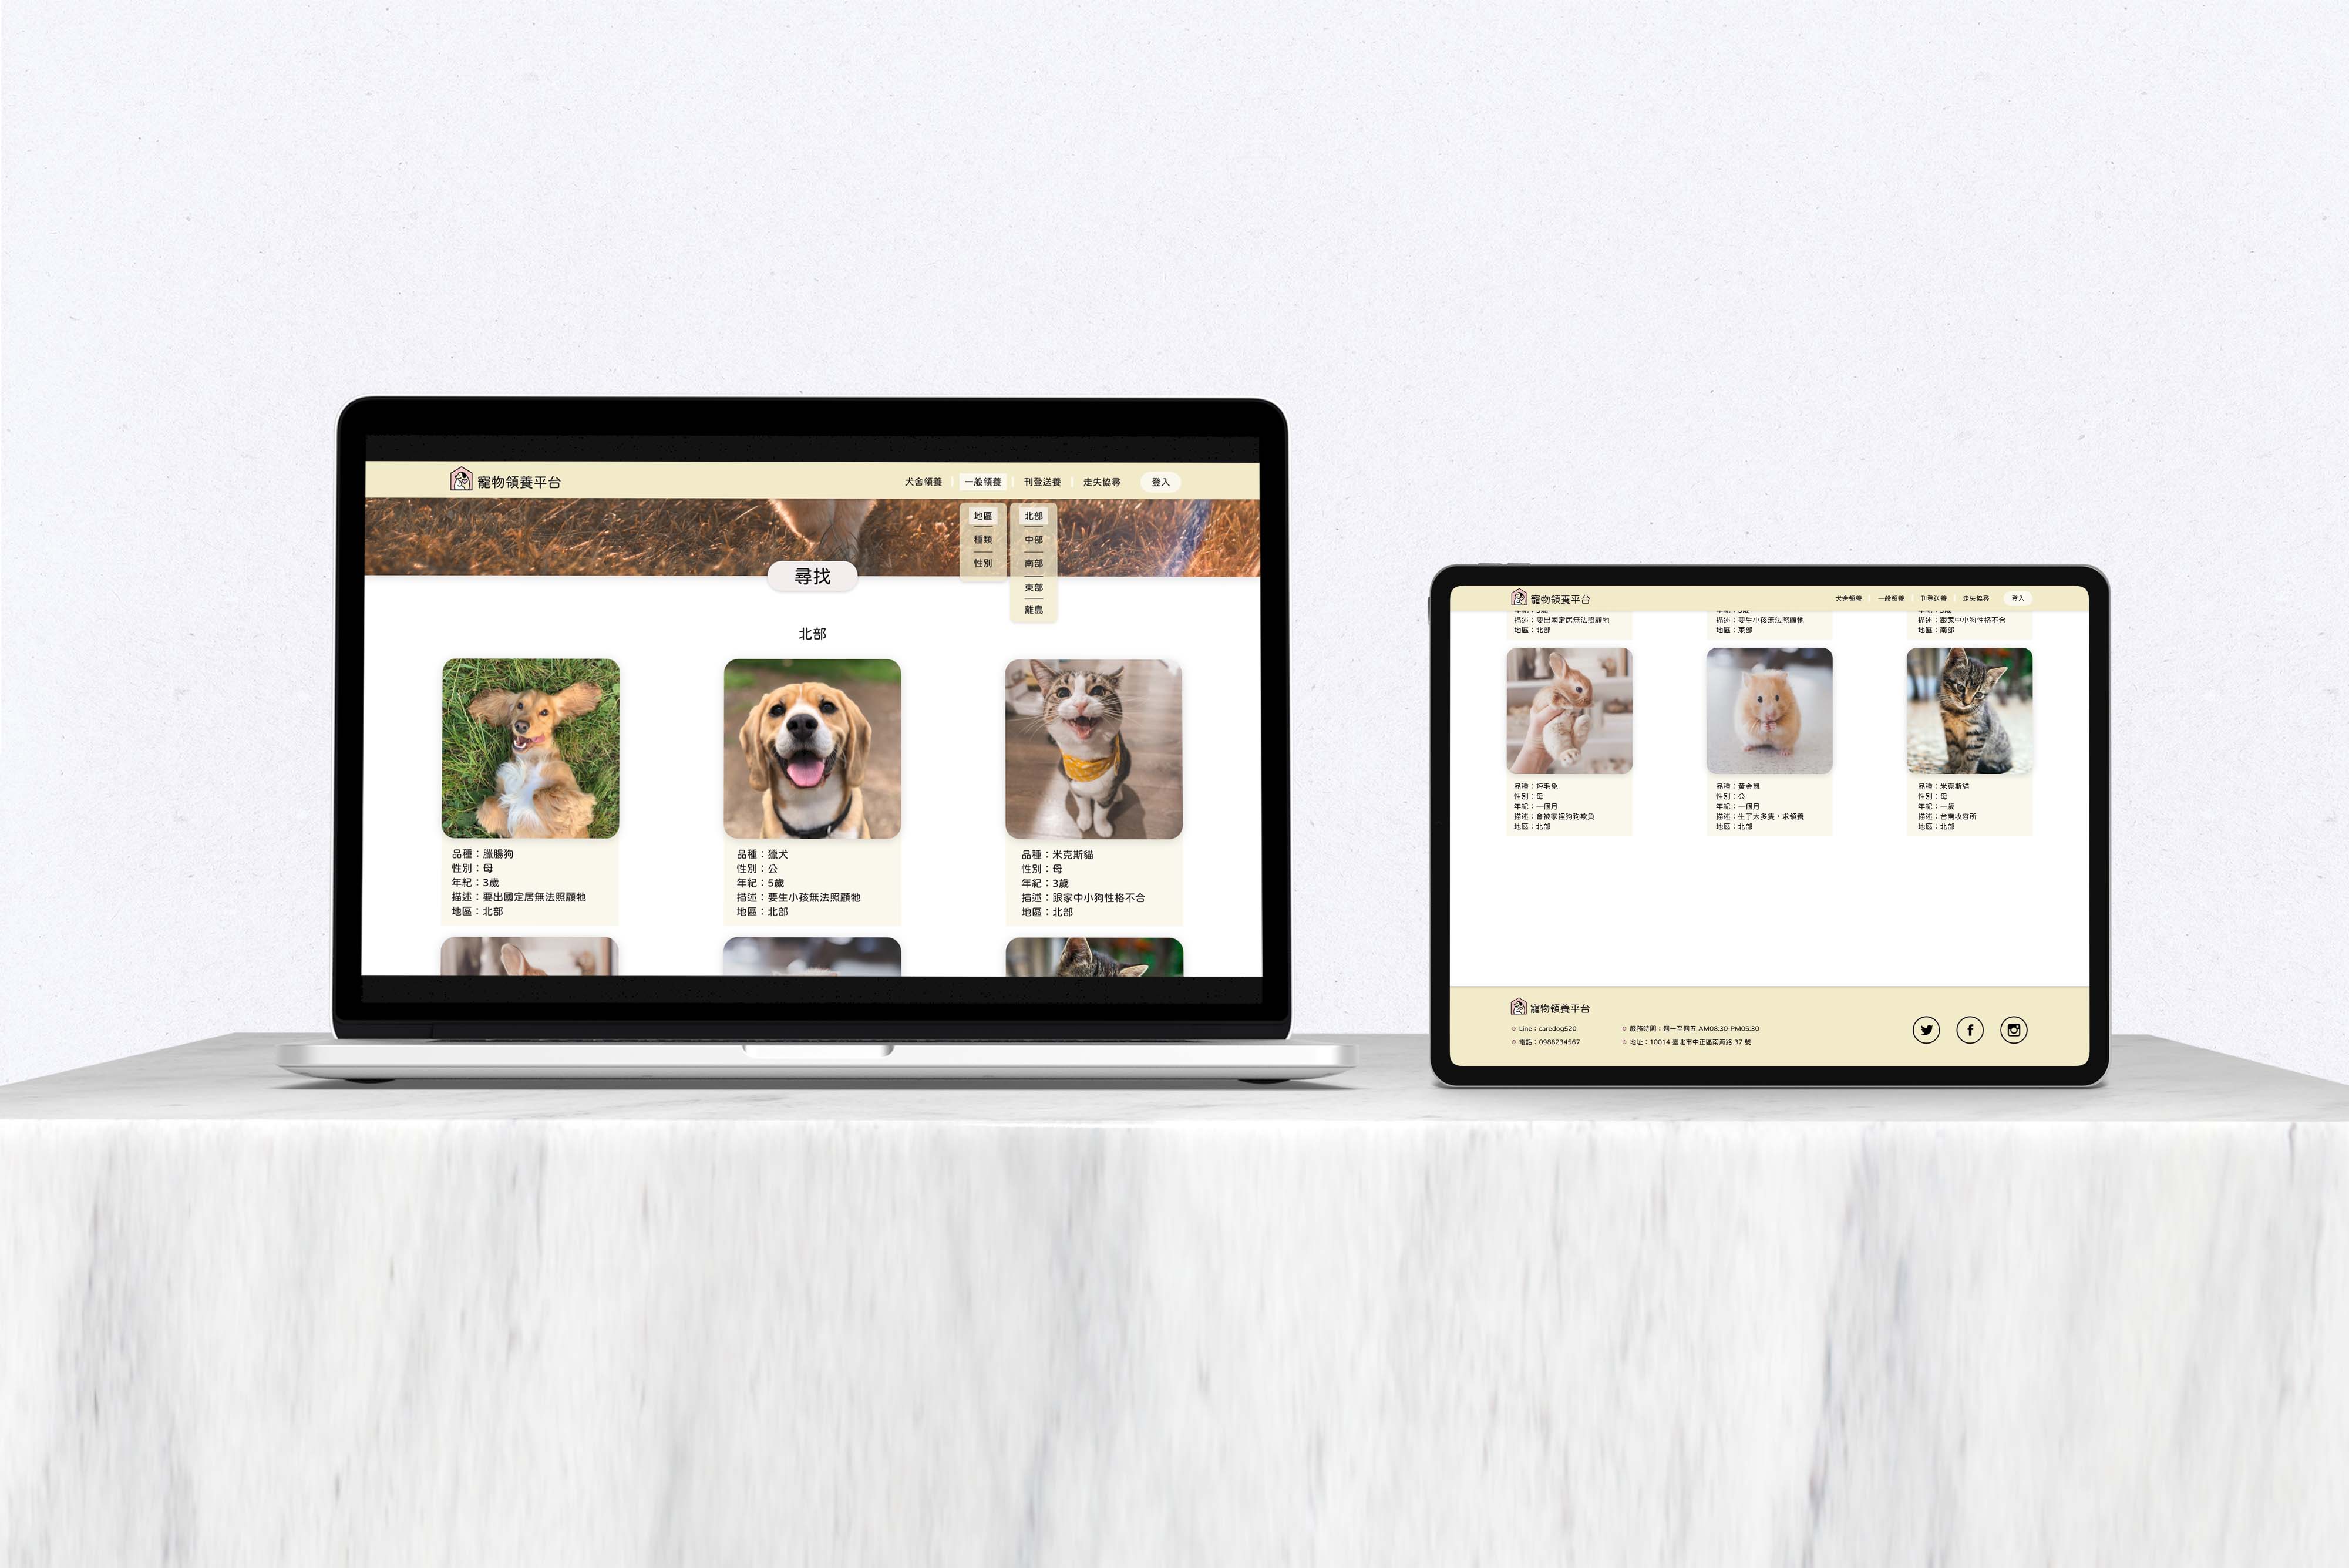 寵物領養平台
犬舍領養
一般領養
刊登送養
走失協尋
登入
地區
種類
性別
北部
中部
南部
東部
離島
尋找
北部
品種：臘腸狗
性別：母
年紀：3歲
描述：要出國定居無法照顧牠
地區：北部
品種：獵犬
性別：公
年紀：5歲
描述：要生小孩無法照顧牠
地區：北部
品種：米克斯貓
性別：母
年紀：3歲
描述：跟家中小狗性格不合
地區：北部
寵物領養平台
犬舍領養
一般領養
刊登送養
走失協尋
登入
描述：要出國定居無法照顧牠
地區：北部
描述：要生小孩無法照顧牠
地區：東部
描述：跟家中小狗性格不合
地區：南部
品種：短毛兔
性別：母
年紀：一個月
描述：會被家裡狗狗欺負
地區：北部
品種：黃金鼠
性別：公
年紀：一個月
描述：生了太多隻，求領養
地區：北部
品種：米克斯貓
性別：母
年紀：一歲
描述：台南收容所
地區：北部
寵物領養平台
Line：caredog520
電話：0988234567
服務時間：週一至週五 AM08:30-PM05:30
地址：10014 臺北市中正區南海路 37 號